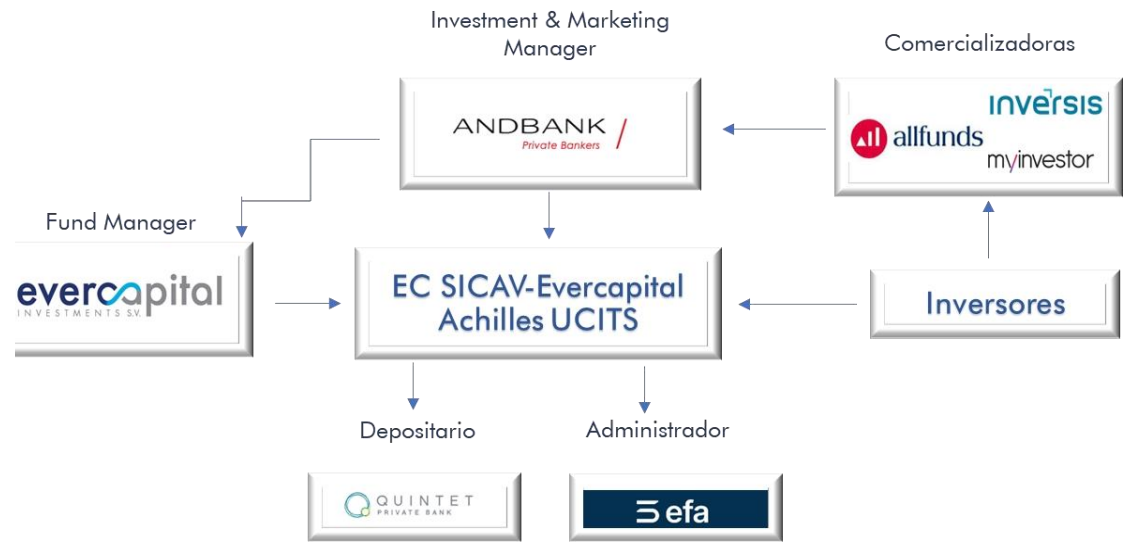 Investment & Marketing
Manager
Comercializadoras
ANDBANK
Private Bankers
inversis
allfunds
myinvestor
Fund Manager
evercapital
INVESTMENTS S.V.
EC SICAV-Evercapital
Achilles UCITS
Inversores
Depositario
Administrador
QUINTET
PRIVATE BANK
efa